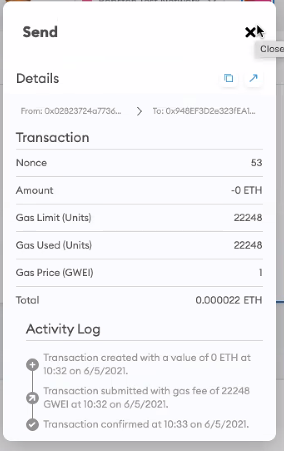 Send
Close
Details
From: 0x02823724a7736... To: 0x948EF3D2e323fEA1...
Transaction
Nonce 53
Amount -0 ETH
Gas Limit (Units) 22248
Gas Used (Units) 22248
Gas Price (GWEI) 1
Total 0.000022 ETH
Activity Log
Transaction created with a value of 0 ETH at
10:32 on 6/5/2021.
Transaction submitted with gas fee of 22248
GWEI at 10:32 on 6/5/2021.
Transaction confirmed at 10:33 on 6/5/2021.